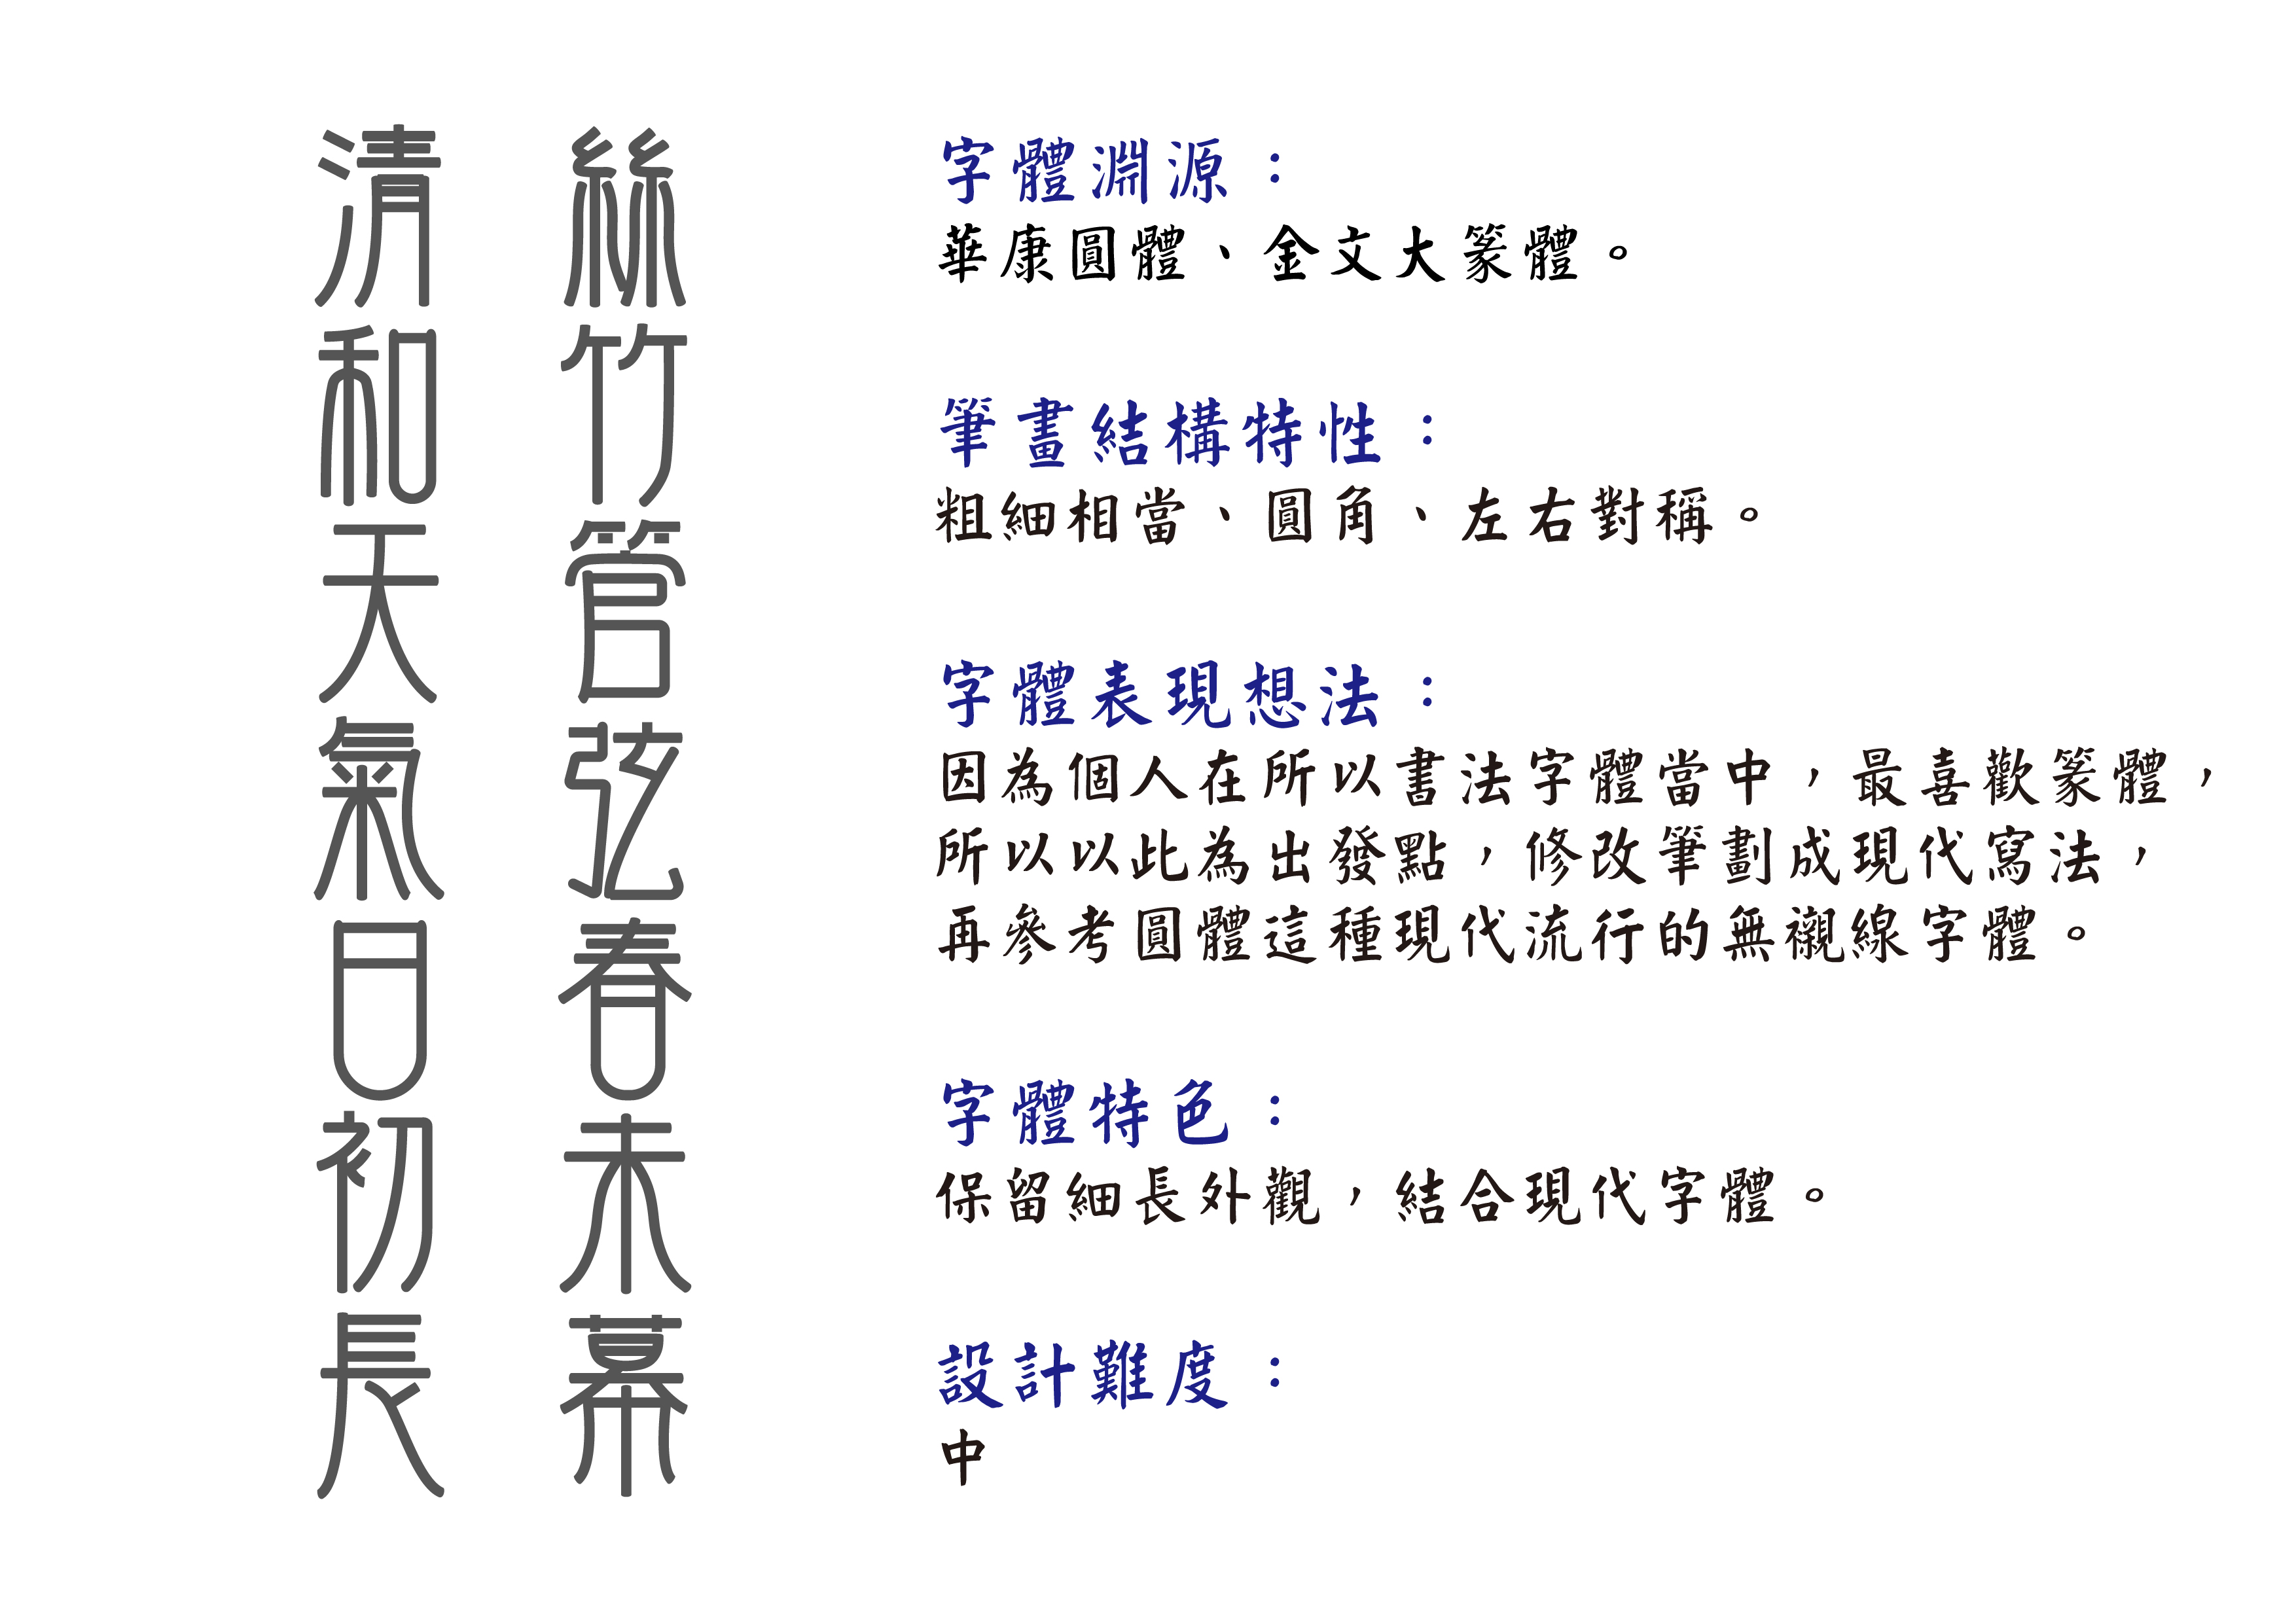 絲竹管弦春未幕
清和天氣日初長
字體淵源：
華康圓體、金文大篆體。
筆畫結構特性：
粗細相當、圓角、左右對稱。
字體表現想法：
因為個人在所以書法字體當中，最喜歡篆體，
所以以此為出發點，修改筆劃成現代寫法，
再參考圓體這種現代流行的無襯線字體。
字體特色：
保留細長外觀，結合現代字體。
設計難度：
中